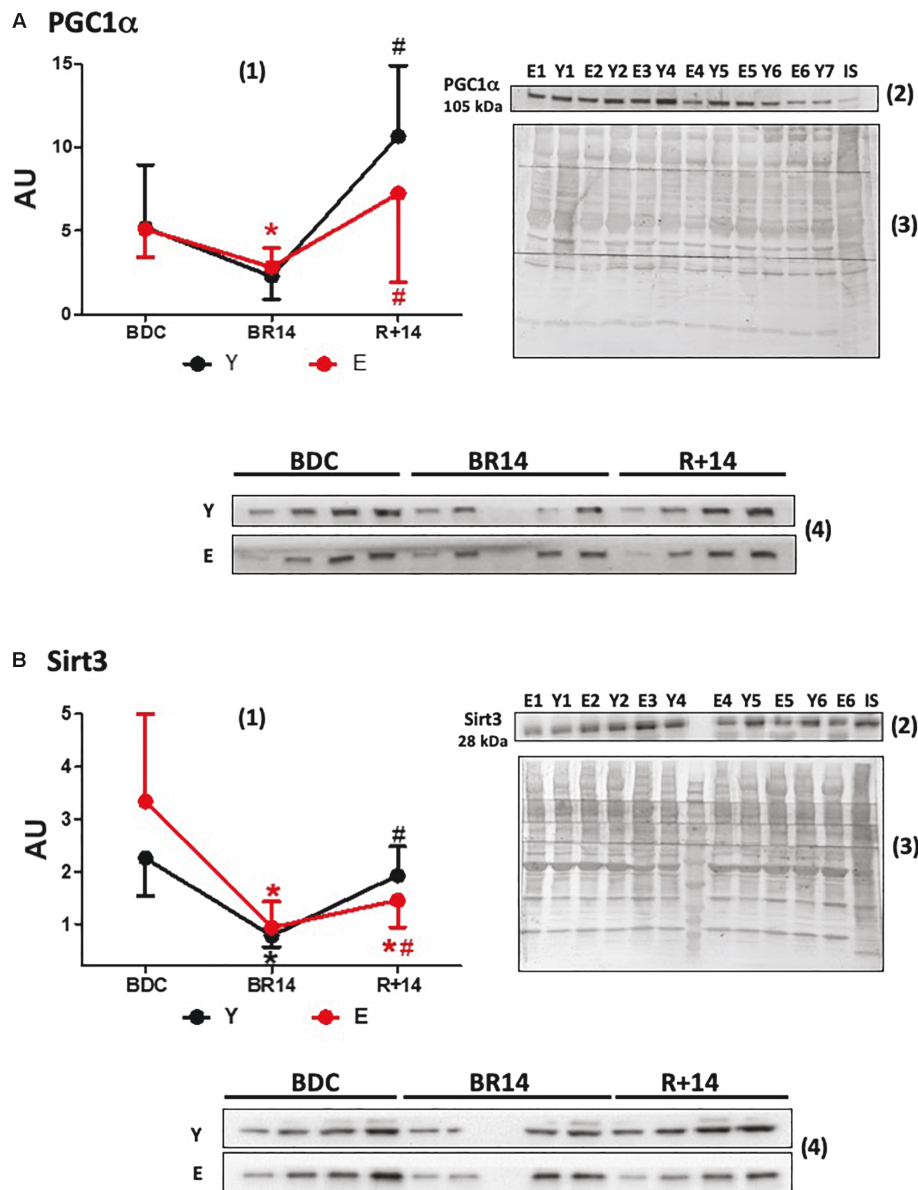 A PGC1α
15
(1)
#
10
AU
5
*
0
#
BDC BR14 R+14
Y E
E1 Y1 E2 Y2 E3 Y4 E4 Y5 E5 Y6 E6 Y7 IS
PGC1α
105 kDa
(2)
(3)
BDC BR14 R+14
Y
E
(4)
B Sirt3
5
(1)
4
3
AU
2
#
*
1
*
*#
BDC BR14 R+14
Y E
E1 Y1 E2 Y2 E3 Y4 E4 Y5 E5 Y6 E6 IS
Sirt3
28 kDa
(2)
(3)
BDC BR14 R+14
Y
E
(4)